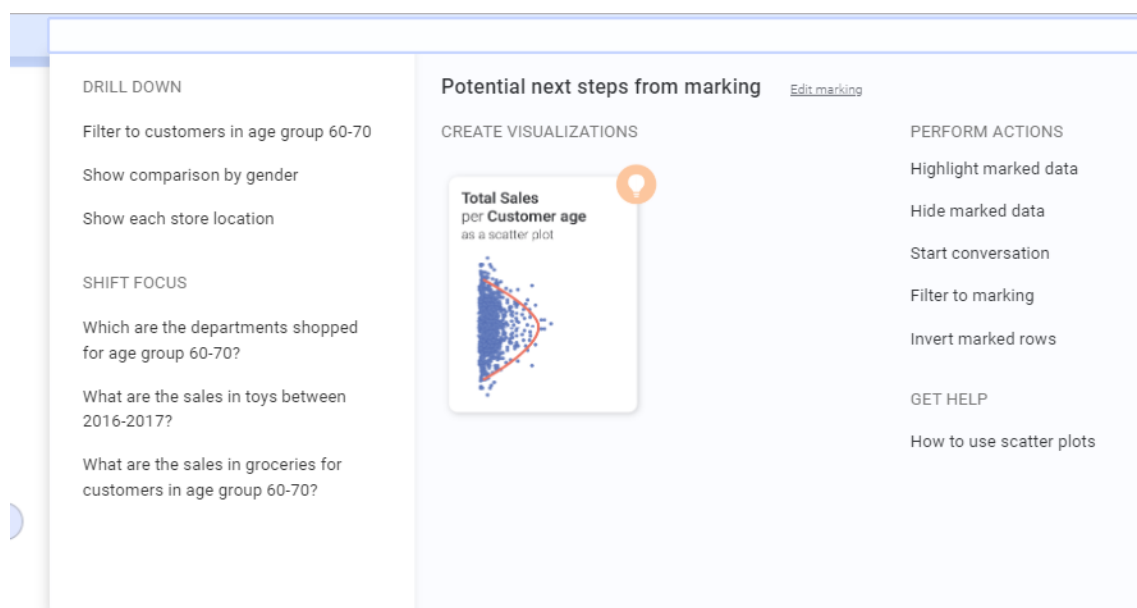 DRILL DOWN
Filter to customers in age group 60-70
Show comparison by gender
Show each store location
SHIFT FOCUS
Which are the departments shopped
for age group 60-70?
What are the sales in toys between
2016-2017?
What are the sales in groceries for
customers in age group 60-70?
Potential next steps from marking
Edit marking
CREATE VISUALIZATIONS
Total Sales
per Customer age
as a scatter plot
PERFORM ACTIONS
Highlight marked data
Hide marked data
Start conversation
Filter to marking
Invert marked rows
GET HELP
How to use scatter plots